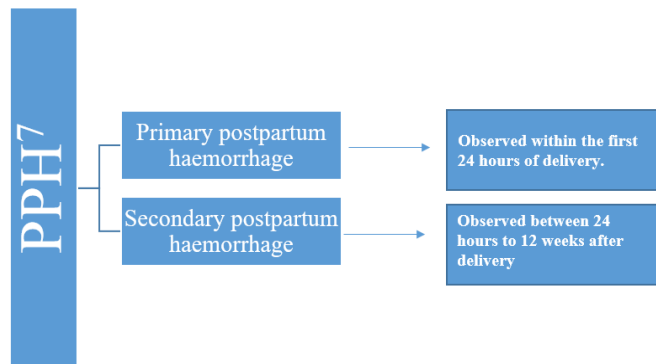 PPH7
Primary postpartum
haemorrhage
Observed within the first
24 hours of delivery.
Secondary postpartum
haemorrhage
Observed between 24
hours to 12 weeks after
delivery